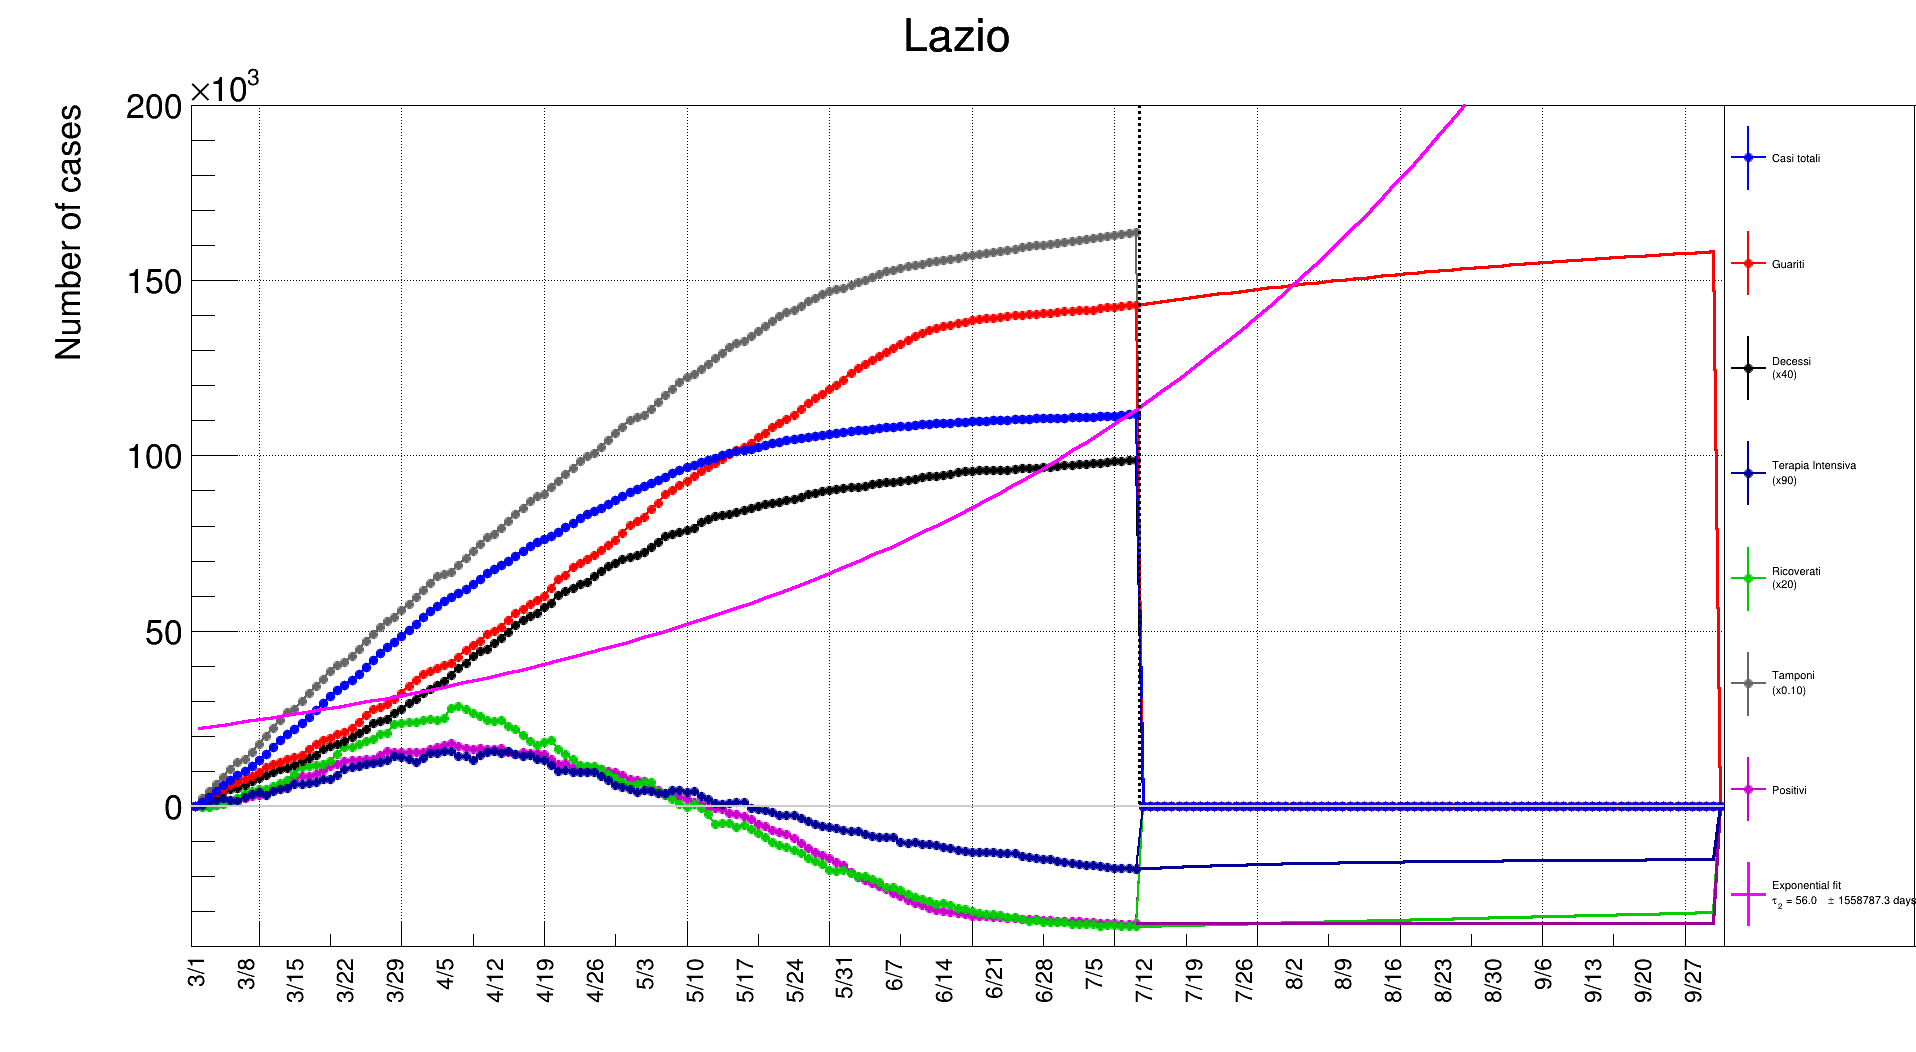 Lazio
×10³
Number of cases
200
150
100
50
0
3/1 3/8 3/15 3/22 3/29 4/5 4/12 4/19 4/26 5/3 5/10 5/17 5/24 5/31 6/7 6/14 6/21 6/28 7/5 7/12 7/19 7/26 8/2 8/9 8/16 8/23 8/30 9/6 9/13 9/20 9/27
Casi totali
Guariti
Decessi
(x40)
Terapia Intensiva
(x90)
Ricoverati
(x20)
Tamponi
(x0.10)
Positivi
Exponential fit
τ₂ = 56.0 ± 1558787.3 days